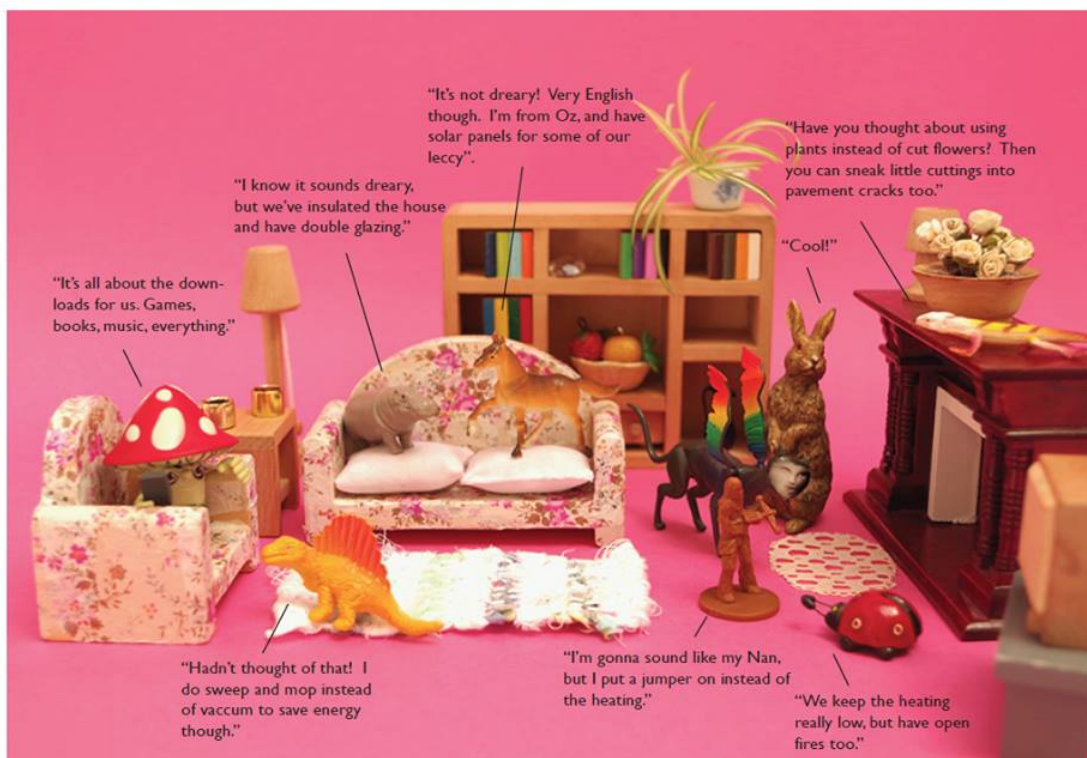 “It’s not dreary!  Very English
though.  I’m from Oz, and have
solar panels for some of our
leccy”.
“Have you thought about using
plants instead of cut flowers?  Then
you can sneak little cuttings into
pavement cracks too.”
“I know it sounds dreary,
but we’ve insulated the house
and have double glazing.”
“Cool!”
“It’s all about the down-
loads for us. Games,
books, music, everything.”
“Hadn’t thought of that!  I
do sweep and mop instead
of vaccum to save energy
though.”
“I’m gonna sound like my Nan,
but I put a jumper on instead of
the heating.”
“We keep the heating
really low, but have open
fires too.”